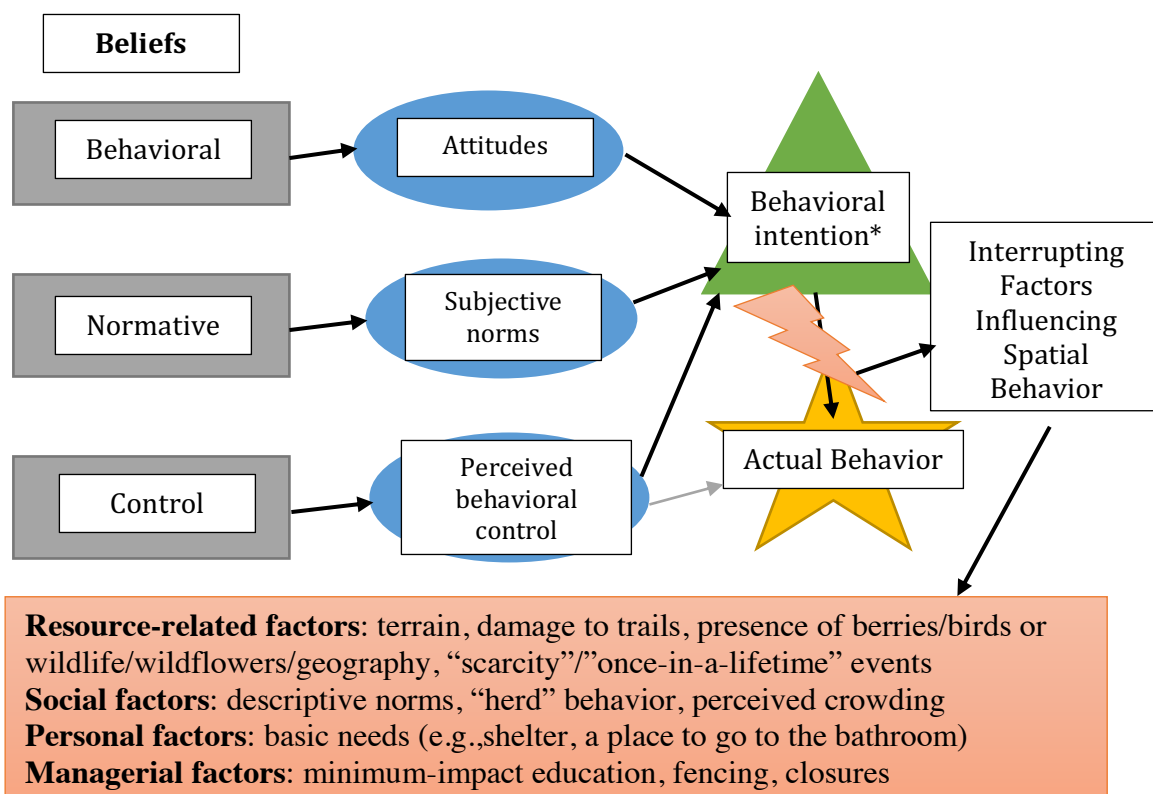 Beliefs
Behavioral
Attitudes
Behavioral
intention*
Interrupting
Factors
Influencing
Spatial
Behavior
Normative
Subjective
norms
Control
Perceived
behavioral
control
Actual Behavior
Resource-related factors: terrain, damage to trails, presence of berries/birds or
wildlife/wildflowers/geography, “scarcity”/”once-in-a-lifetime” events
Social factors: descriptive norms, “herd” behavior, perceived crowding
Personal factors: basic needs (e.g.,shelter, a place to go to the bathroom)
Managerial factors: minimum-impact education, fencing, closures